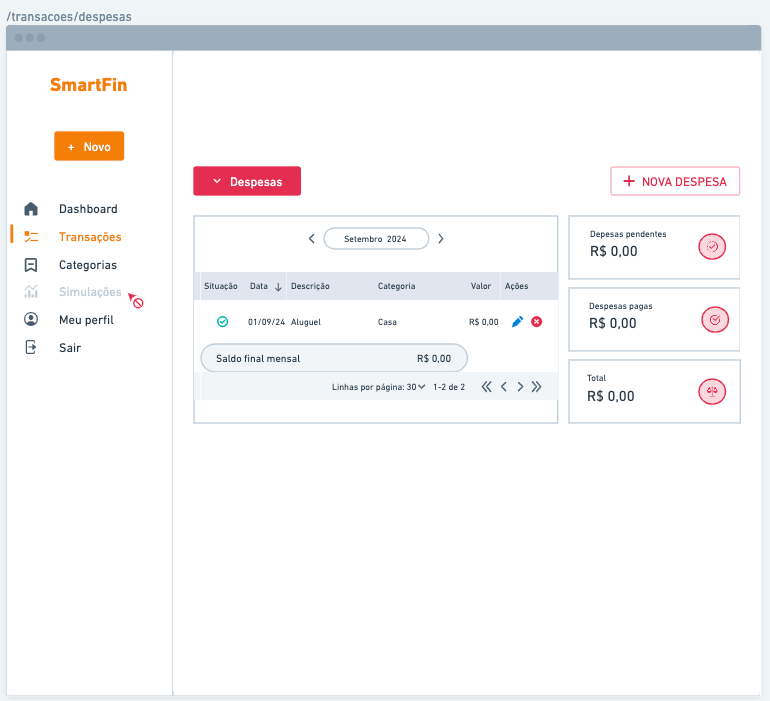 /transacoes/despesas
SmartFin
+ Novo
Dashboard
Transações
Categorias
Simulações
Meu perfil
Sair
Despesas
+ NOVA DESPESA
Setembro 2024
Situação Data ↓ Descrição Categoria Valor Ações
01/09/24 Aluguel Casa R$ 0,00
Saldo final mensal R$ 0,00
Linhas por página: 30 1-2 de 2
Depesas pendentes
R$ 0,00
Despesas pagas
R$ 0,00
Total
R$ 0,00